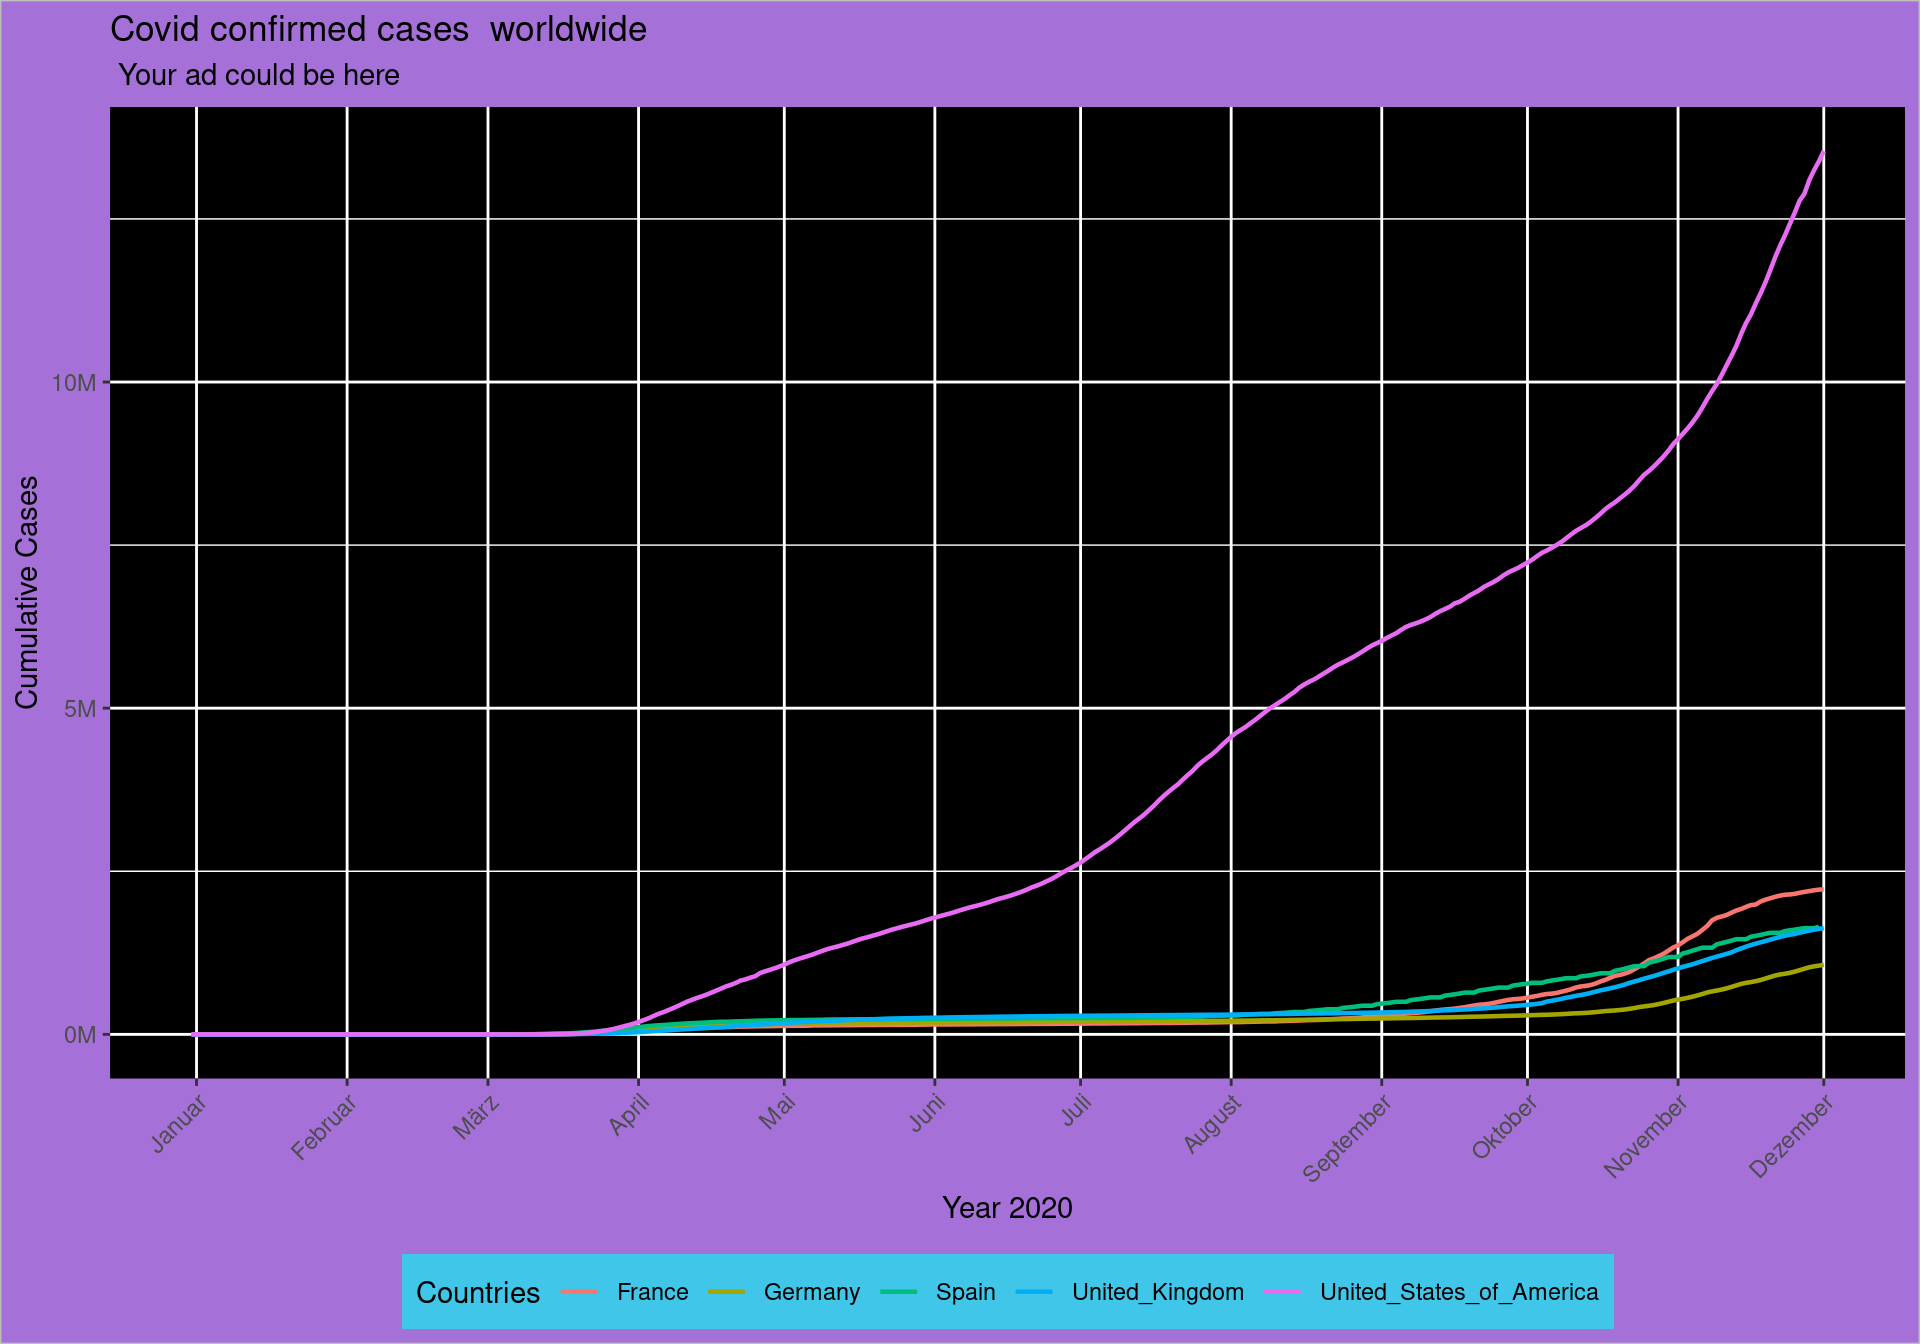 Covid confirmed cases  worldwide
Your ad could be here
Cumulative Cases
10M
5M
0M
Januar
Februar
März
April
Mai
Juni
Juli
August
September
Oktober
November
Dezember
Year 2020
Countries France Germany Spain United_Kingdom United_States_of_America